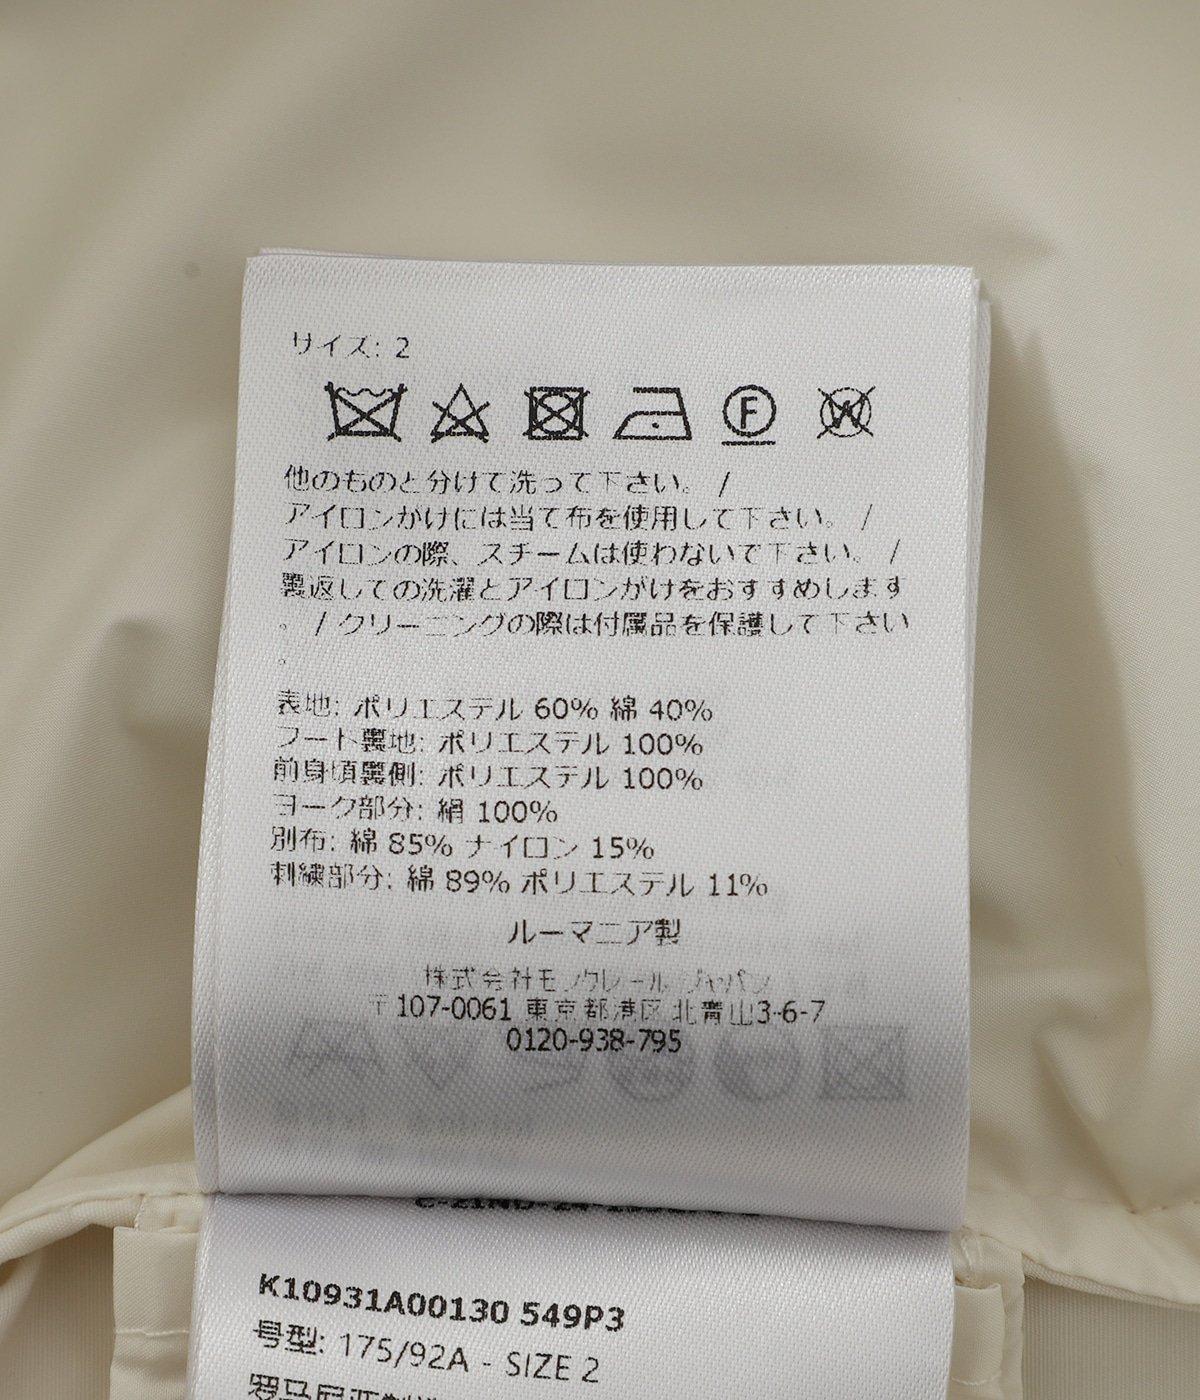 サイズ: 2
F W
他のものと分けて洗って下さい。 /
アイロンかけには当て布を使用して下さい。 /
アイロンの際、スチームは使わないで下さい。 /
裏返しての洗濯とアイロンがけをおすすめします
。 / クリーニングの際は付属品を保護して下さい
。
表地: ポリエステル 60% 綿 40%
フード裏地: ポリエステル 100%
前身頃裏側: ポリエステル 100%
ヨーク部分: 絹 100%
別布: 綿 85% ナイロン 15%
刺繍部分: 綿 89% ポリエステル 11%
ルーマニア製
株式会社モンクレール ジャパン
〒107-0061 東京都港区北青山3-6-7
0120-938-795
K10931A00130 549P3
号型: 175/92A - SIZE 2